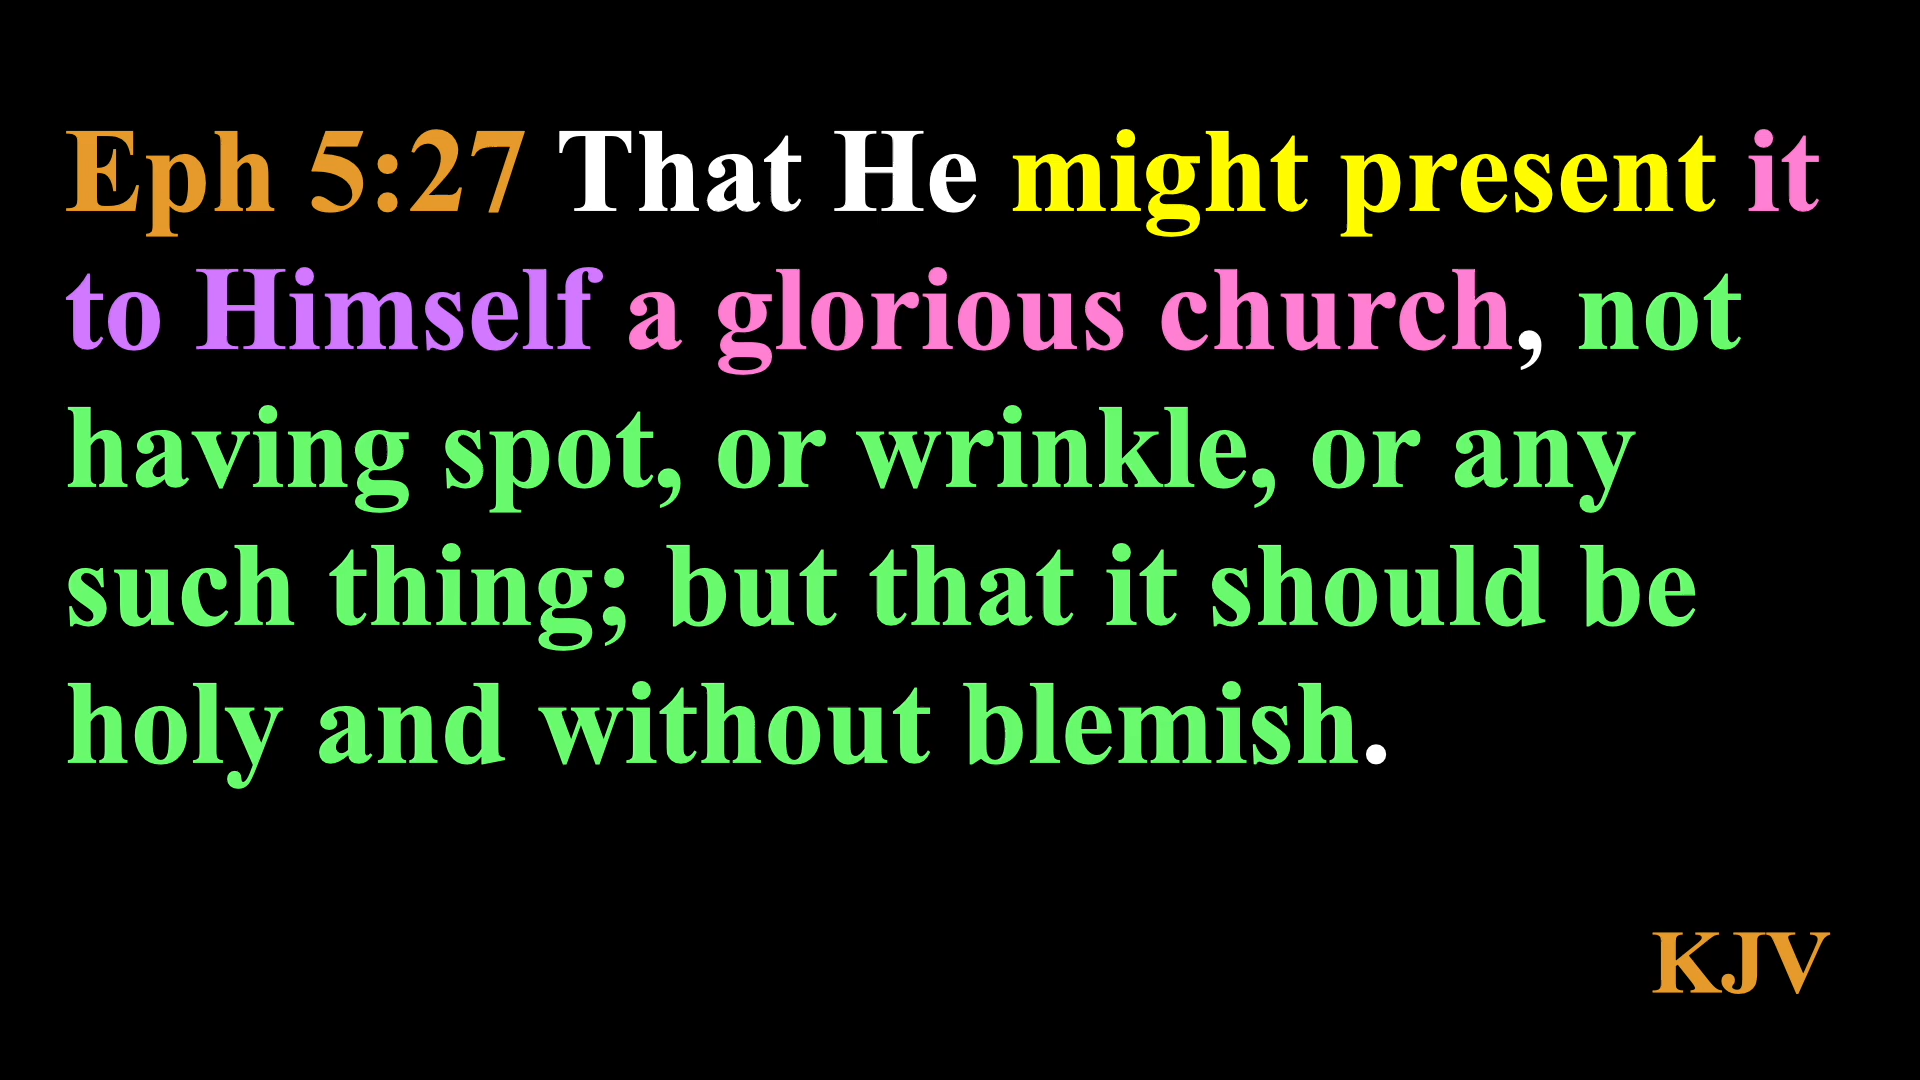 Eph 5:27 That He might present it
to Himself a glorious church, not
having spot, or wrinkle, or any
such thing; but that it should be
holy and without blemish.
KJV